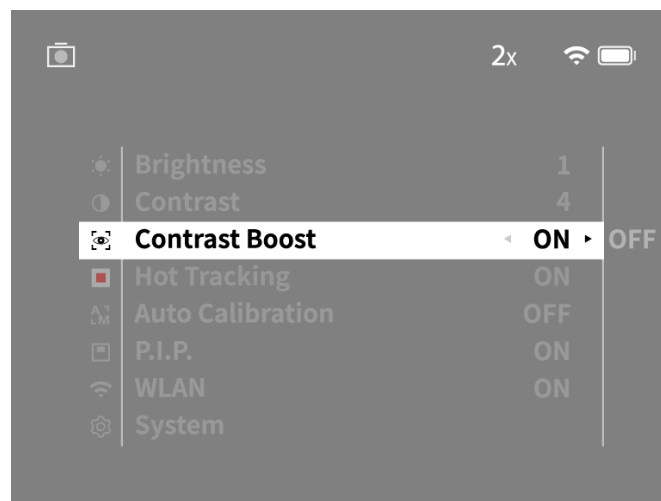 2x
Brightness 1
Contrast 4
Contrast Boost ON OFF
Hot Tracking ON
Auto Calibration OFF
P.I.P. ON
WLAN ON
System